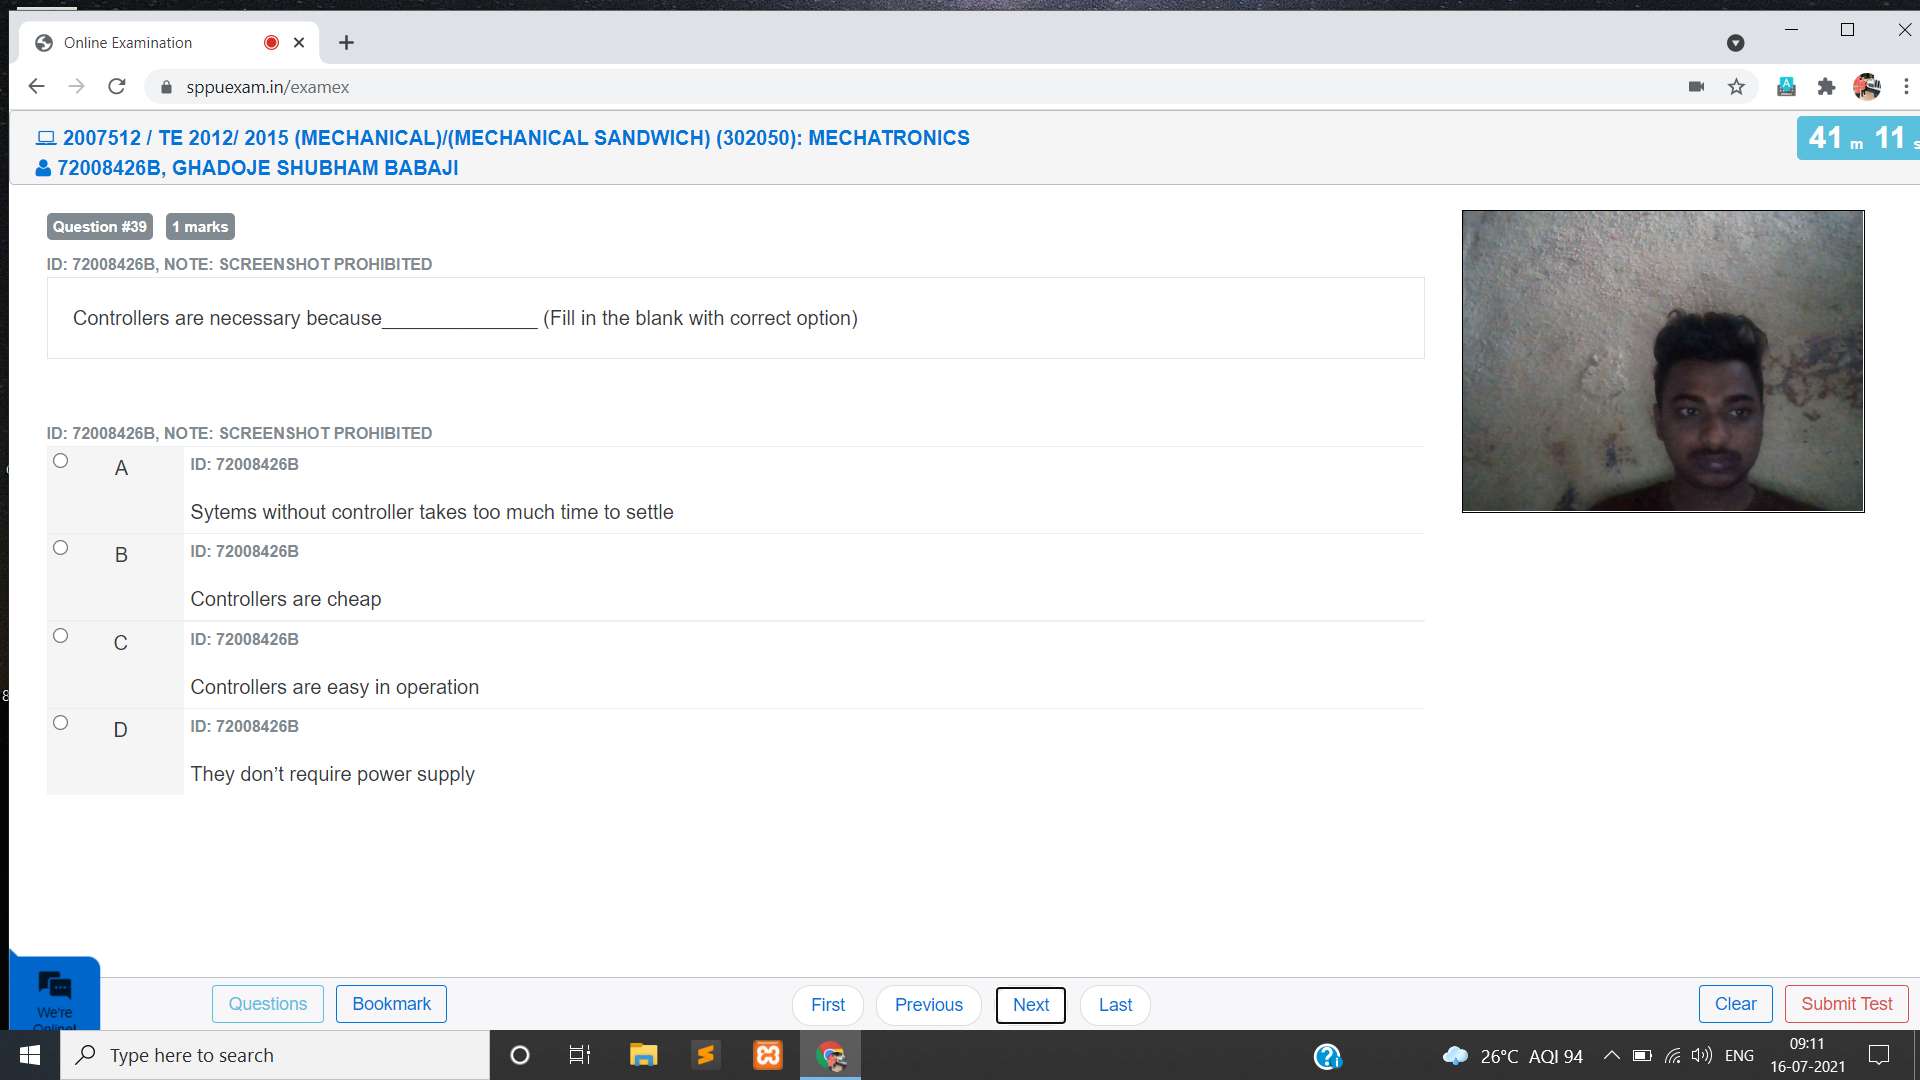 Online Examination
sppuexam.in/examex
2007512 / TE 2012/ 2015 (MECHANICAL)/(MECHANICAL SANDWICH) (302050): MECHATRONICS
72008426B, GHADOJE SHUBHAM BABAJI
41 m 11 s
Question #39 1 marks
ID: 72008426B, NOTE: SCREENSHOT PROHIBITED
Controllers are necessary because______________ (Fill in the blank with correct option)
ID: 72008426B, NOTE: SCREENSHOT PROHIBITED
A ID: 72008426B
Sytems without controller takes too much time to settle
B ID: 72008426B
Controllers are cheap
C ID: 72008426B
Controllers are easy in operation
D ID: 72008426B
They don’t require power supply
We're
Online!
Questions Bookmark First Previous Next Last Clear Submit Test
Type here to search
26°C AQI 94 ENG
09:11
16-07-2021